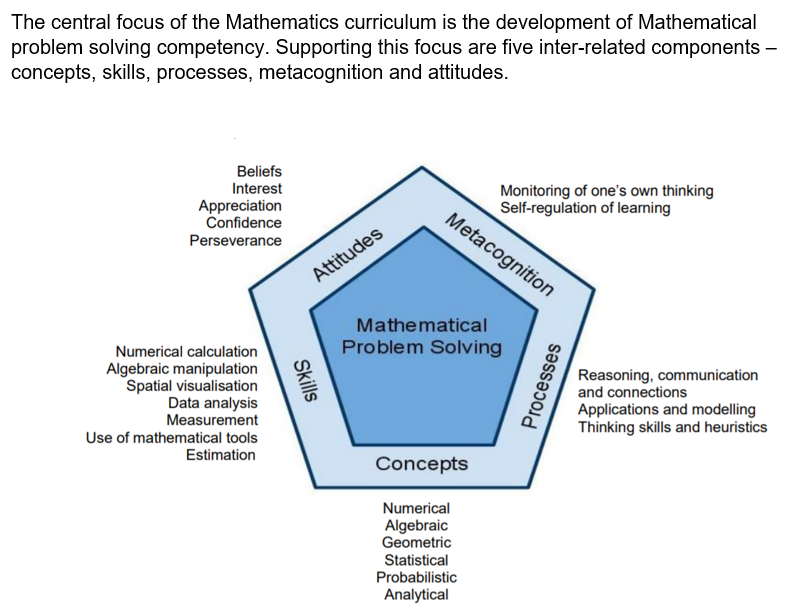 The central focus of the Mathematics curriculum is the development of Mathematical
problem solving competency. Supporting this focus are five inter-related components –
concepts, skills, processes, metacognition and attitudes.
Beliefs
Interest
Appreciation
Confidence
Perseverance
Monitoring of one's own thinking
Self-regulation of learning
Attitudes
Metacognition
Mathematical
Problem Solving
Numerical calculation
Algebraic manipulation
Spatial visualisation
Data analysis
Measurement
Use of mathematical tools
Estimation
Skills
Processes
Reasoning, communication
and connections
Applications and modelling
Thinking skills and heuristics
Concepts
Numerical
Algebraic
Geometric
Statistical
Probabilistic
Analytical